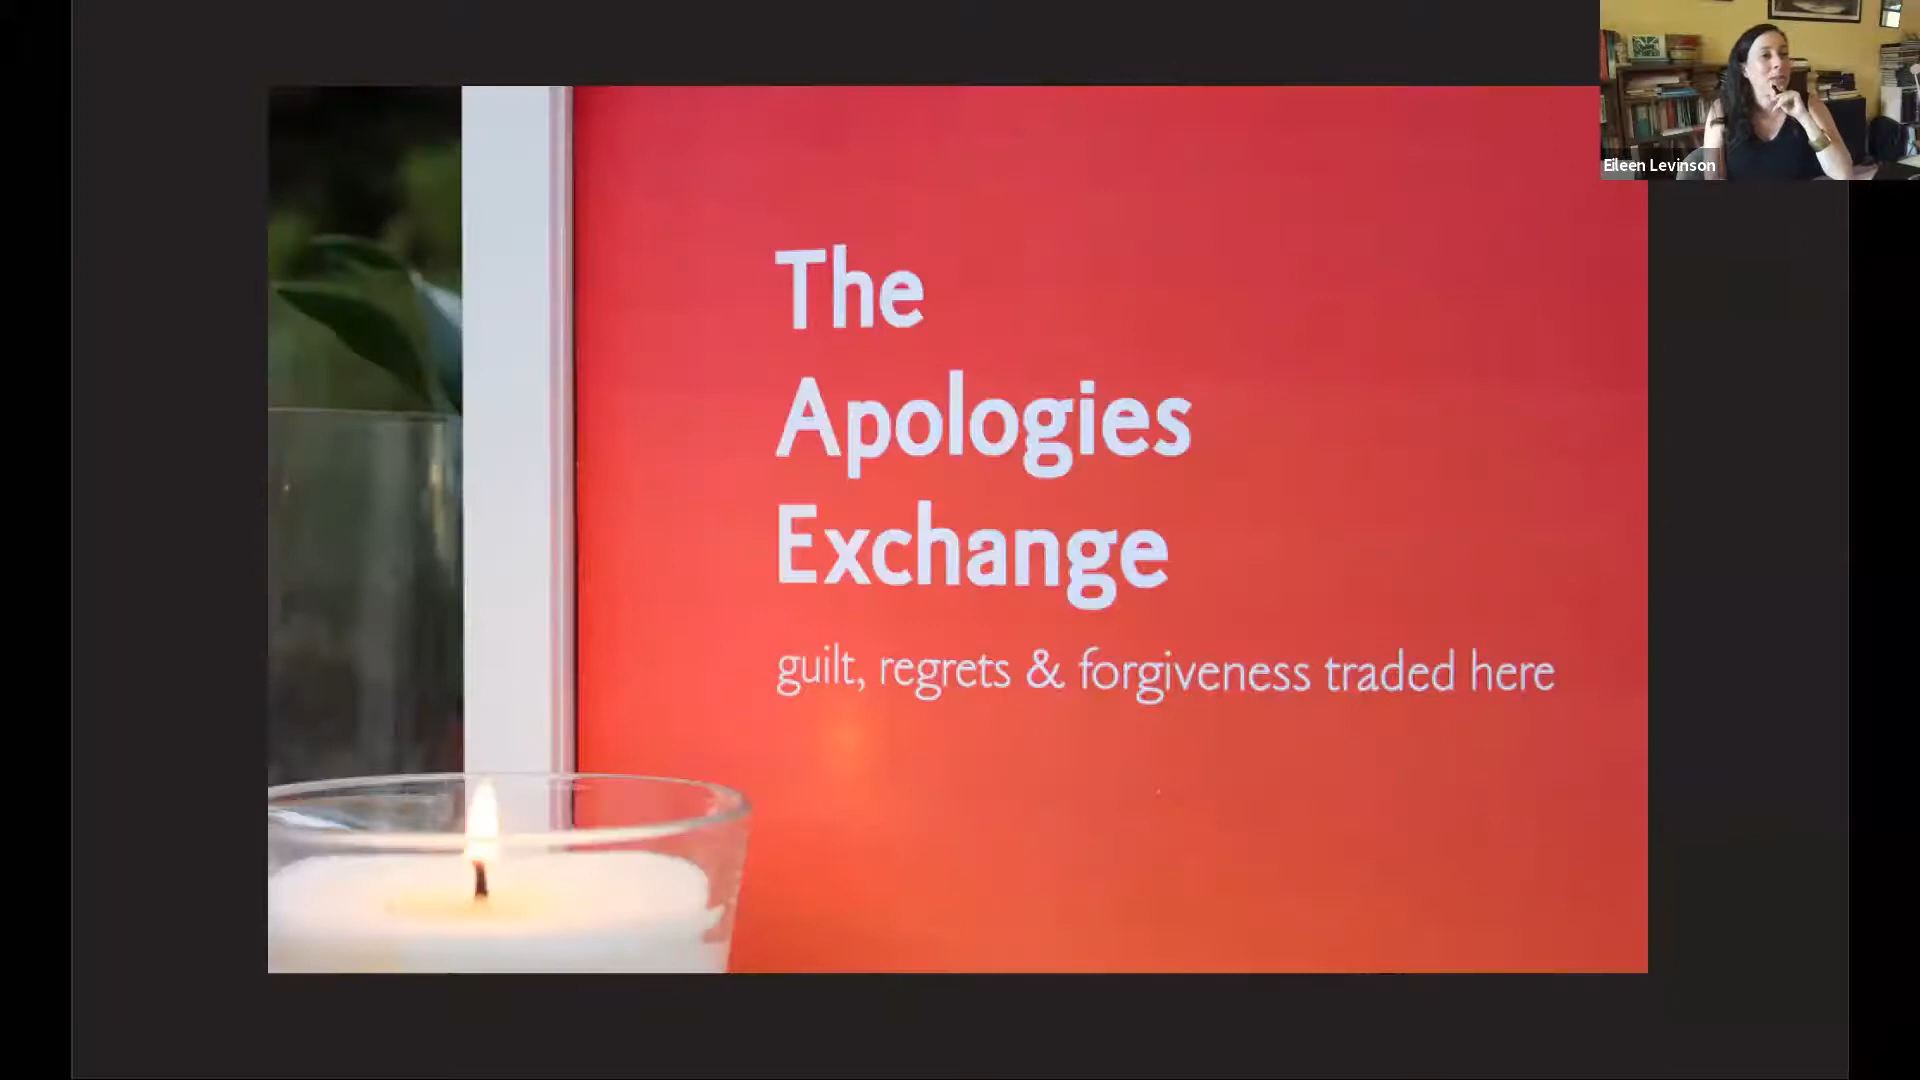 The
Apologies
Exchange
guilt, regrets & forgiveness traded here
Eileen Levinson